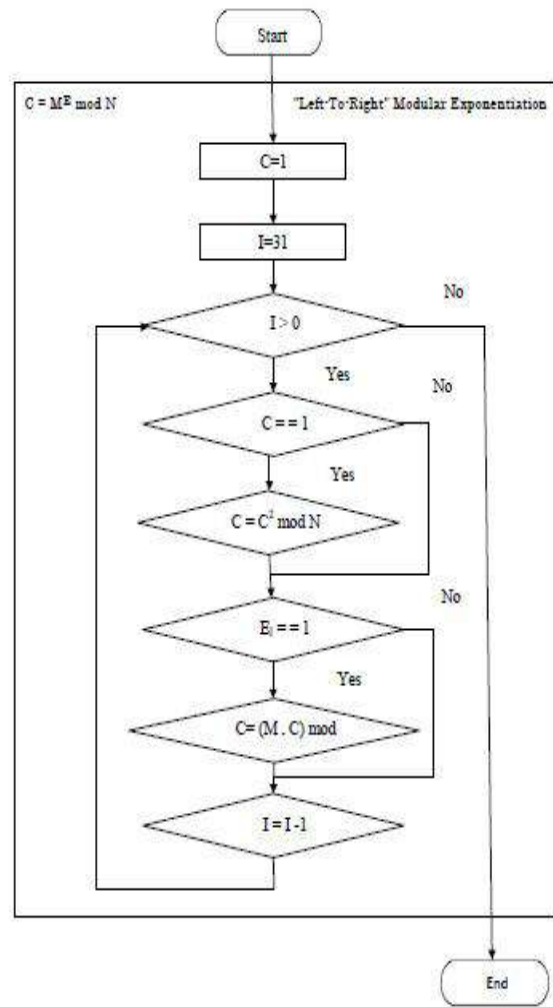 Start
C = M^E mod N
"Left-To-Right" Modular Exponentiation
C=1
I=31
I > 0
No
Yes
No
C = = 1
Yes
C = C² mod N
No
E_I = = 1
Yes
C= (M . C) mod
I = I -1
End